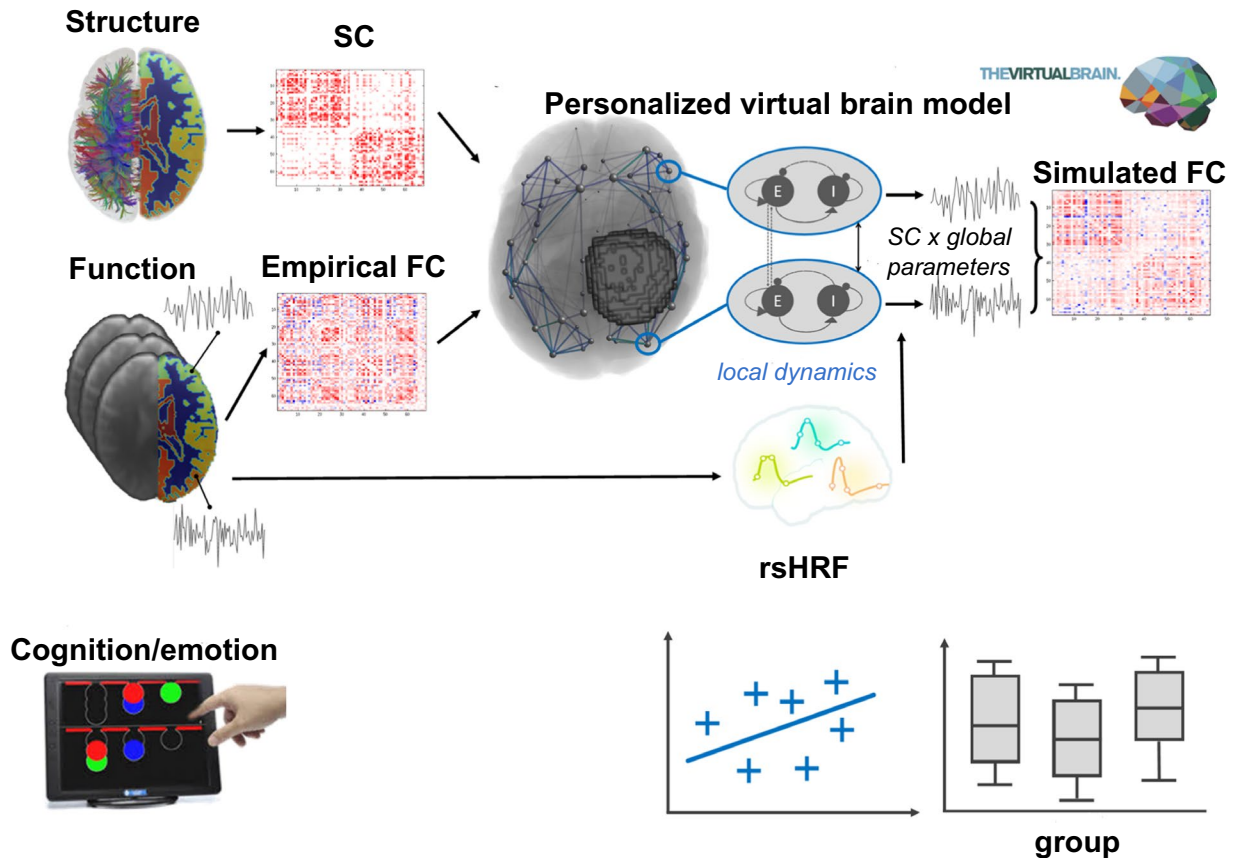 Structure
SC
THEVIRTUALBRAIN.
Personalized virtual brain model
Function
Empirical FC
E
I
Simulated FC
SC x global
parameters
E
I
local dynamics
rsHRF
Cognition/emotion
group